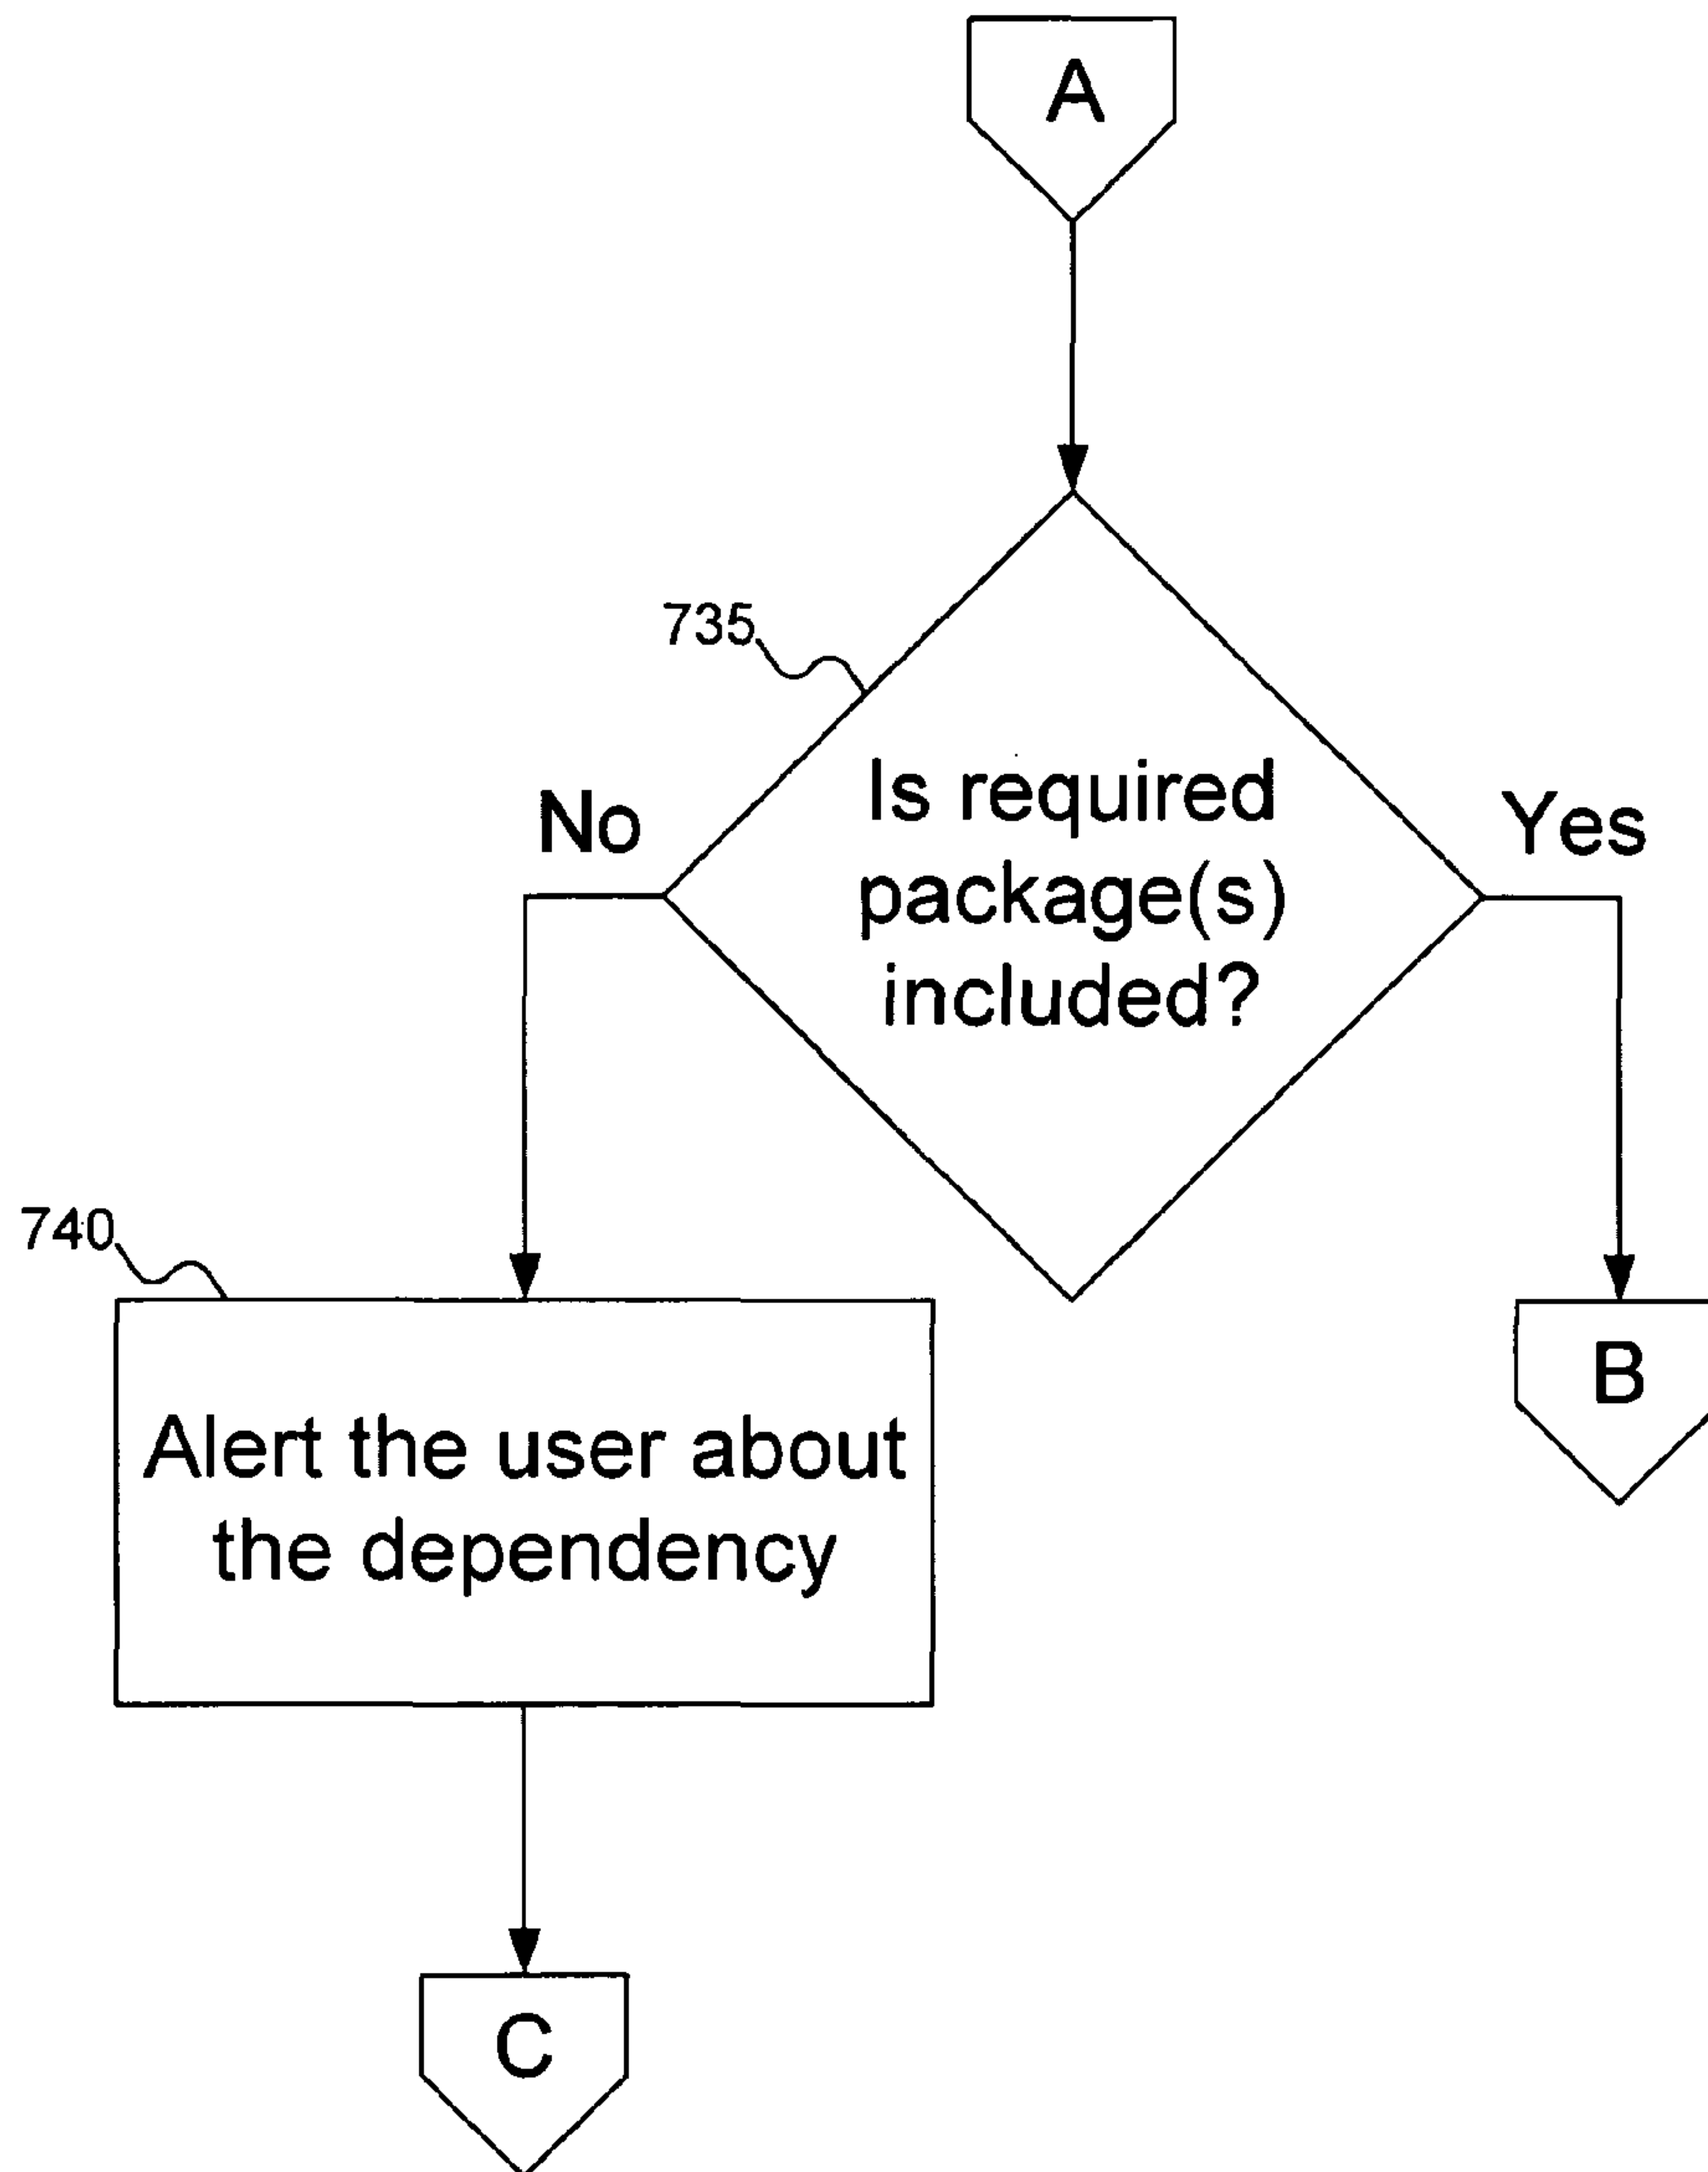 A
735
Is required
package(s)
included?
No
Yes
740
Alert the user about
the dependency
B
C